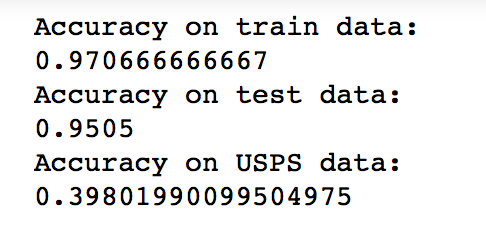 Accuracy on train data:
0.970666666667
Accuracy on test data:
0.9505
Accuracy on USPS data:
0.39801990099504975